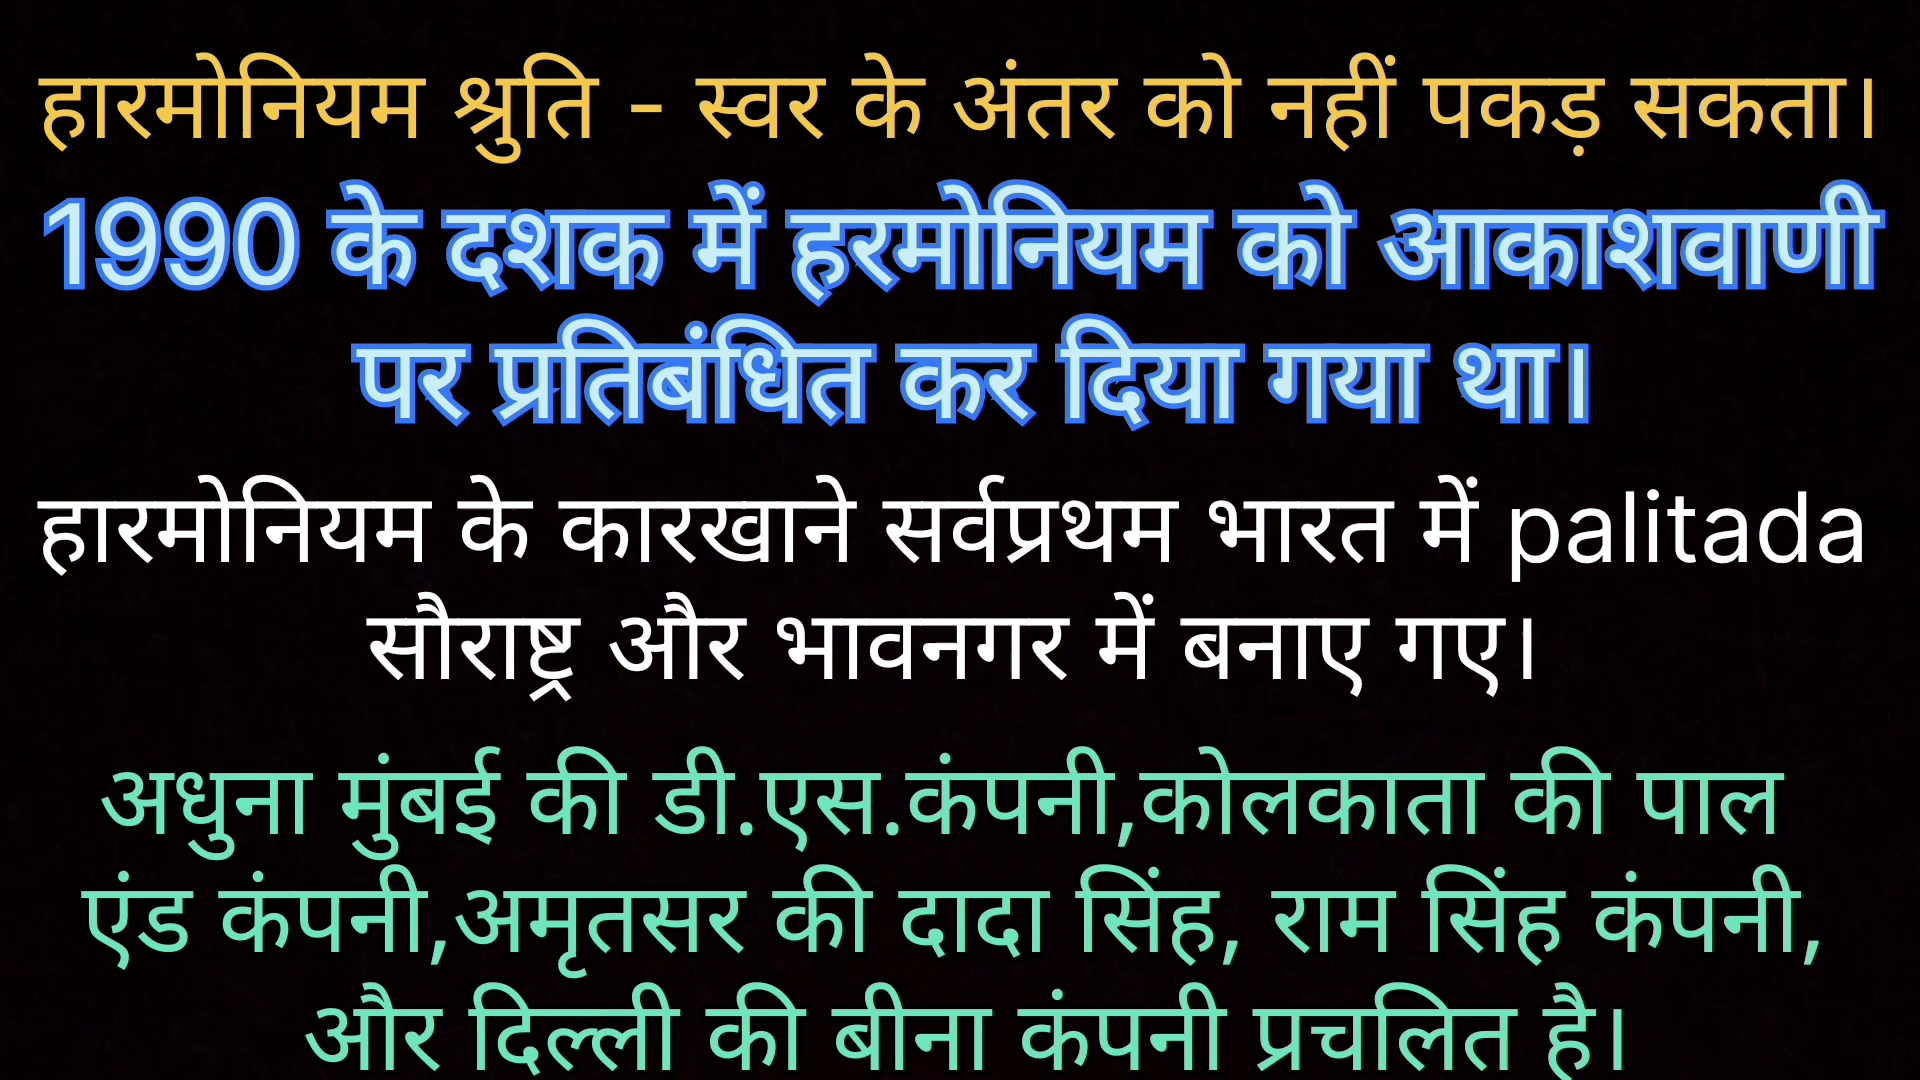 हारमोनियम श्रुति - स्वर के अंतर को नहीं पकड़ सकता।
1990 के दशक में हरमोनियम को आकाशवाणी
पर प्रतिबंधित कर दिया गया था।
हारमोनियम के कारखाने सर्वप्रथम भारत में palitada
सौराष्ट्र और भावनगर में बनाए गए।
अधुना मुंबई की डी.एस.कंपनी,कोलकाता की पाल
एंड कंपनी,अमृतसर की दादा सिंह, राम सिंह कंपनी,
और दिल्ली की बीना कंपनी प्रचलित है।